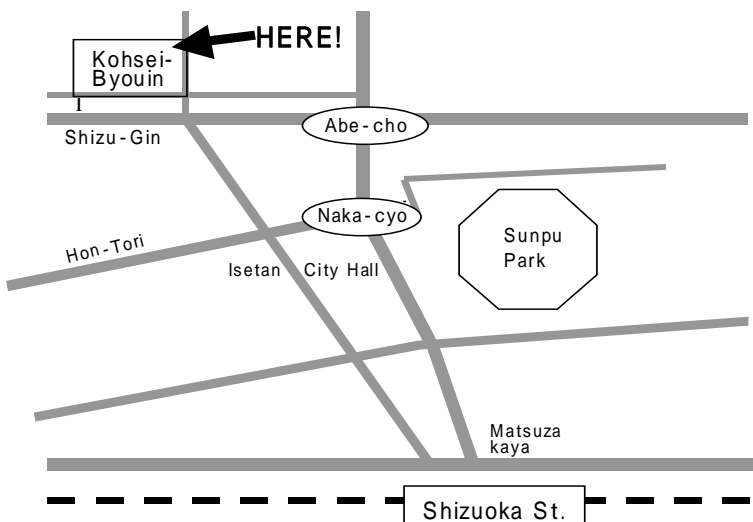 HERE!
Kohsei-
Byouin
I
Abe-cho
Shizu-Gin
Naka-cyo
Sunpu
Park
Hon-Tori
Isetan
City Hall
Matsuza
kaya
Shizuoka St.